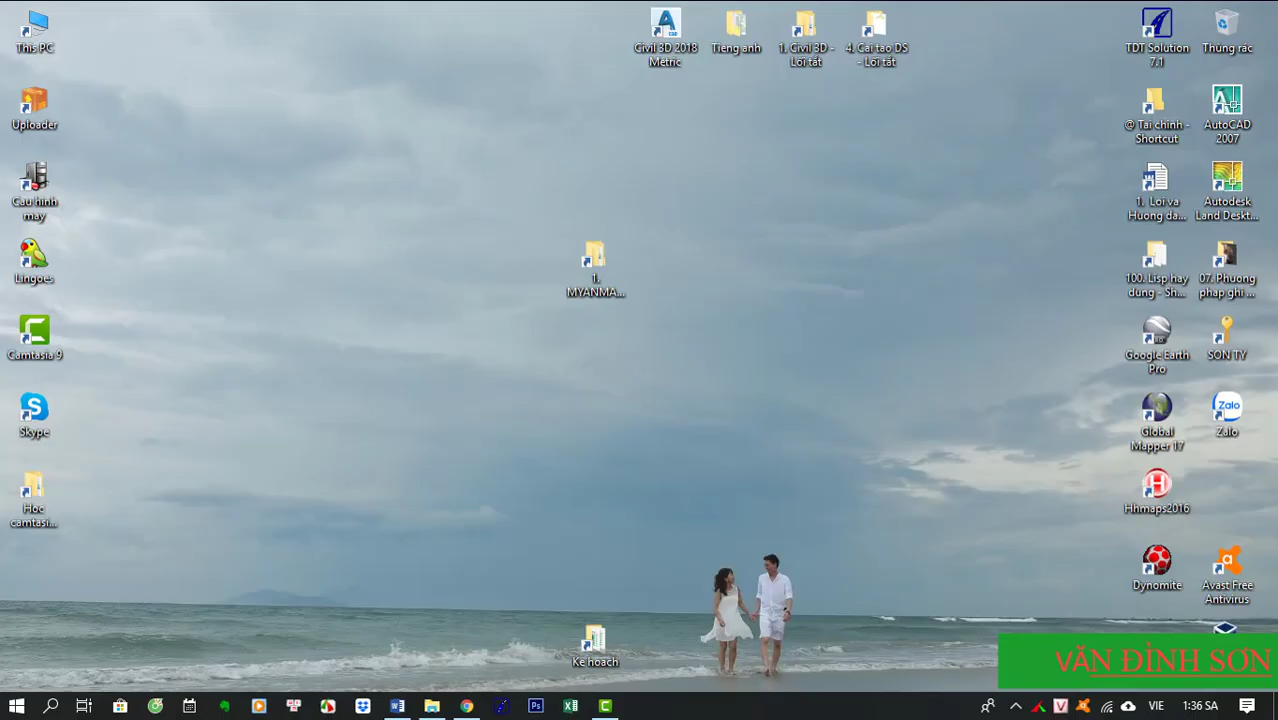 This PC
Uploader
Cau hinh
may
Lingoes
Camtasia 9
Skype
Hoc
camtasi...
Civil 3D 2018
Metric
Tieng anh
1. Civil 3D -
Lối tắt
4. Cai tao DS
- Lối tắt
1.
MYANMA...
Ke hoach
TDT Solution
7.1
Thùng rác
@ Tai chinh -
Shortcut
AutoCAD
2007
1. Loi va
Huong da...
Autodesk
Land Deskt...
100. Lisp hay
dung - Sh...
07. Phuong
phap ghi ...
Google Earth
Pro
SON TY
Global
Mapper 17
Zalo
Hhmaps2016
Dynomite
Avast Free
Antivirus
VĂN ĐÌNH SƠN
VIE
1:36 SA